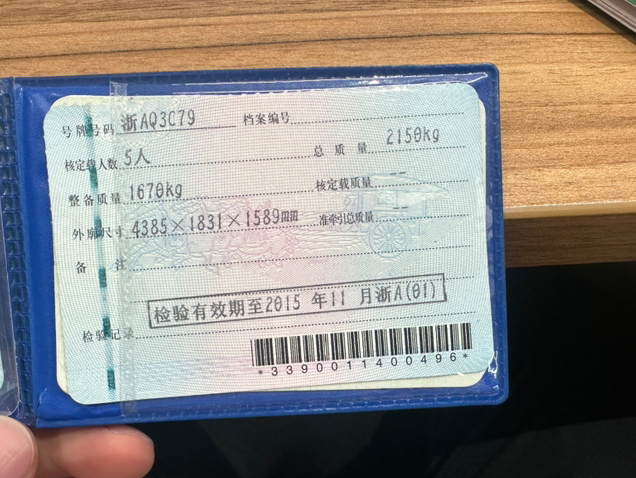 号牌号码 浙AQ3C79 档案编号
核定载人数 5人 总质量 2150kg
整备质量 1670kg 核定载质量 --
外廓尺寸 4385×1831×1589mm 准牵引总质量 --
备注
检验有效期至2015 年11 月浙A(01)
检验记录
*3390011400496*